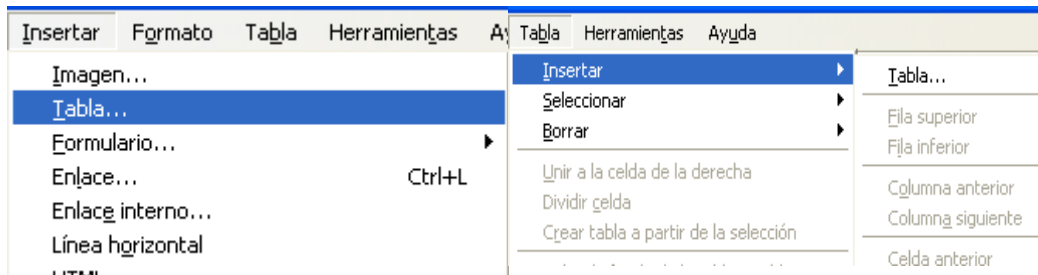 Insertar Formato Tabla Herramientas
Imagen...
Tabla...
Formulario...
Enlace... Ctrl+L
Enlace interno...
Línea horizontal
Tabla Herramientas Ayuda
Insertar
Seleccionar
Borrar
Unir a la celda de la derecha
Dividir celda
Crear tabla a partir de la selección
Tabla...
Fila superior
Fila inferior
Columna anterior
Columna siguiente
Celda anterior